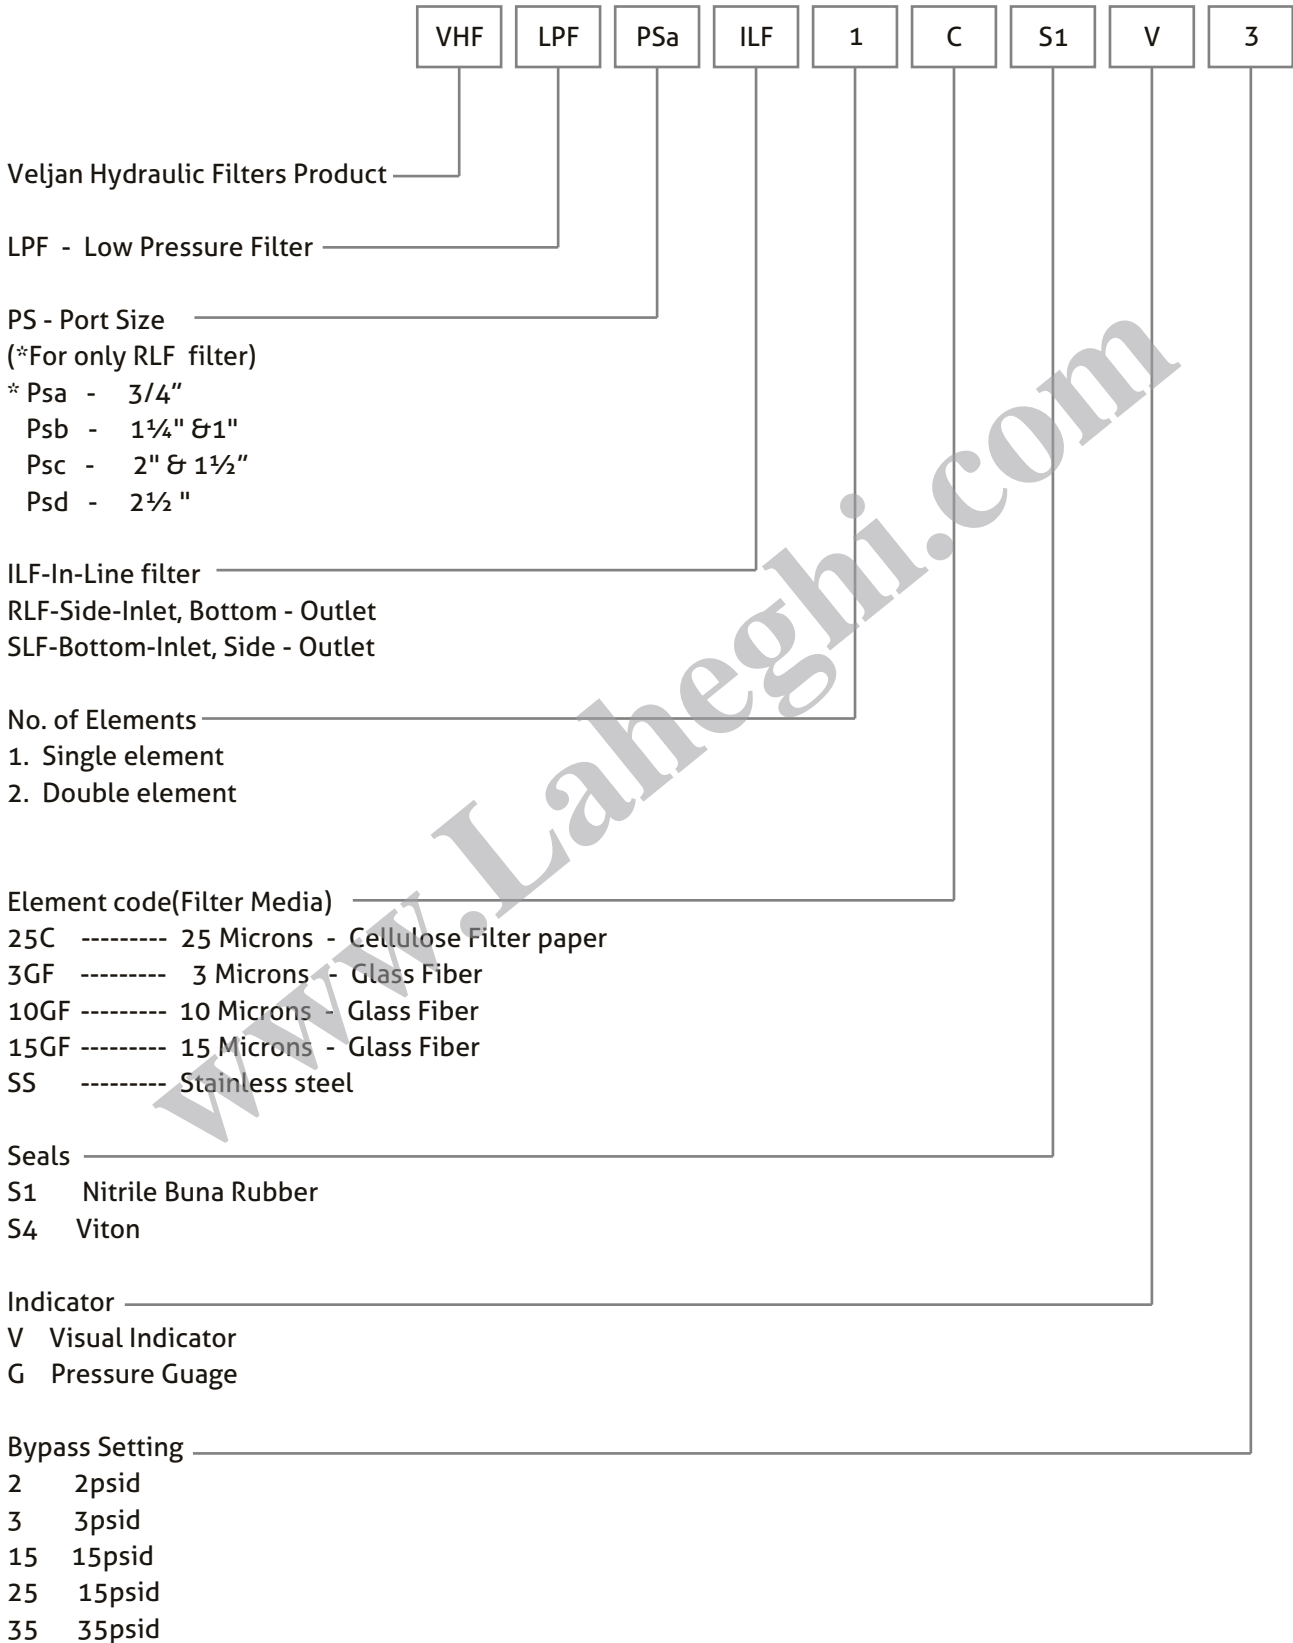 VHF LPF PSa ILF 1 C S1 V 3
Veljan Hydraulic Filters Product
LPF - Low Pressure Filter
PS - Port Size
(*For only RLF filter)
* Psa - 3/4”
Psb - 1¼" &1"
Psc - 2" & 1½”
Psd - 2½ "
ILF-In-Line filter
RLF-Side-Inlet, Bottom - Outlet
SLF-Bottom-Inlet, Side - Outlet
No. of Elements
1. Single element
2. Double element
Element code(Filter Media)
25C --------- 25 Microns - Cellulose Filter paper
3GF --------- 3 Microns - Glass Fiber
10GF --------- 10 Microns - Glass Fiber
15GF --------- 15 Microns - Glass Fiber
SS --------- Stainless steel
Seals
S1 Nitrile Buna Rubber
S4 Viton
Indicator
V Visual Indicator
G Pressure Guage
Bypass Setting
2 2psid
3 3psid
15 15psid
25 15psid
35 35psid
www.Laheghi.com